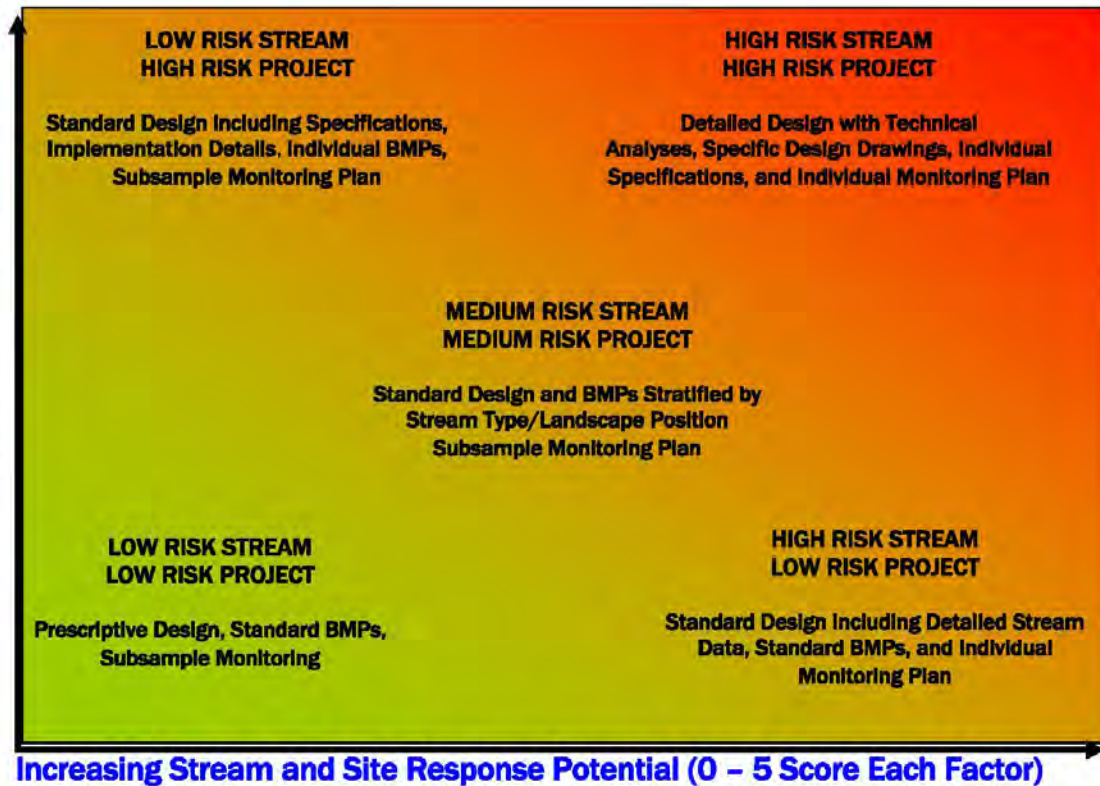 LOW RISK STREAM
HIGH RISK PROJECT
Standard Design Including Specifications,
Implementation Details. Individual BMPs,
Subsample Monitoring Plan
HIGH RISK STREAM
HIGH RISK PROJECT
Detailed Design with Technical
Analyses, Specific Design Drawings, Individual
Specifications, and Individual Monitoring Plan
MEDIUM RISK STREAM
MEDIUM RISK PROJECT
Standard Design and BMPs Stratified by
Stream Type/Landscape Position
Subsample Monitoring Plan
LOW RISK STREAM
LOW RISK PROJECT
Prescriptive Design, Standard BMPs,
Subsample Monitoring
HIGH RISK STREAM
LOW RISK PROJECT
Standard Design Including Detailed Stream
Data, Standard BMPs, and Individual
Monitoring Plan
Increasing Stream and Site Response Potential (0 – 5 Score Each Factor)